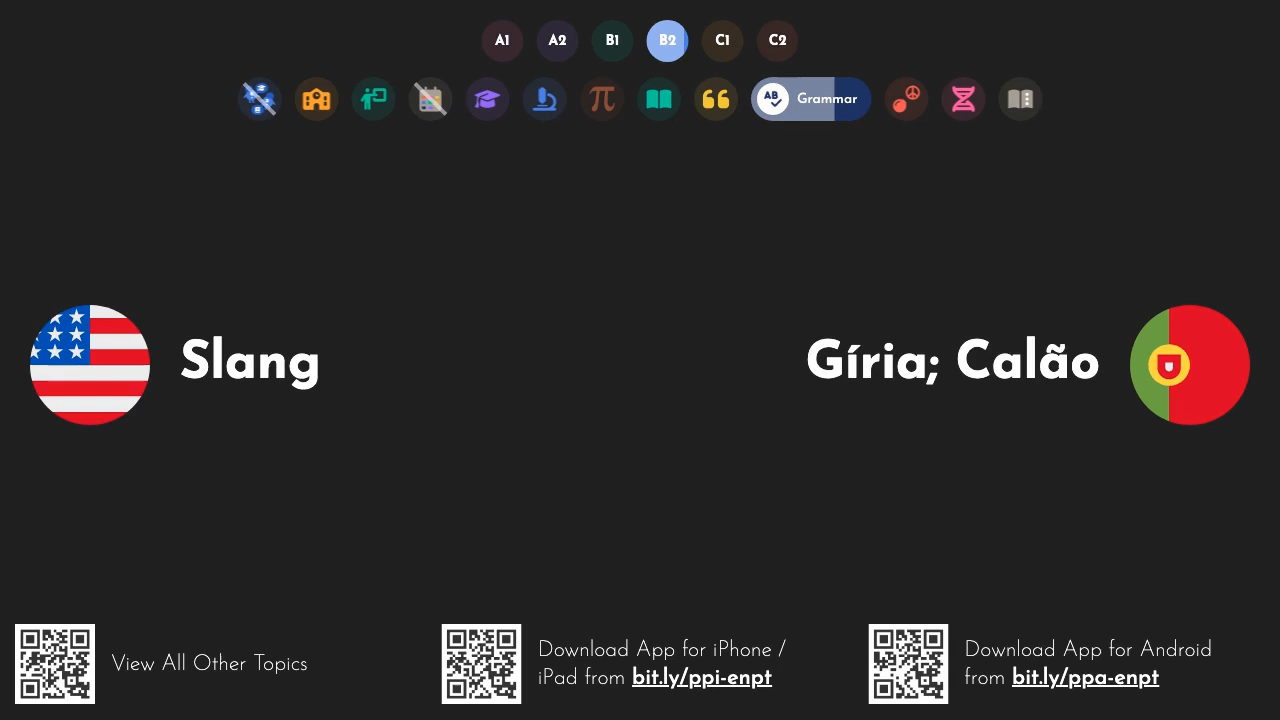 A1 A2 B1 B2 C1 C2
AB Grammar
Slang
Gíria; Calão
View All Other Topics
Download App for iPhone /
iPad from bit.ly/ppi-enpt
Download App for Android
from bit.ly/ppa-enpt